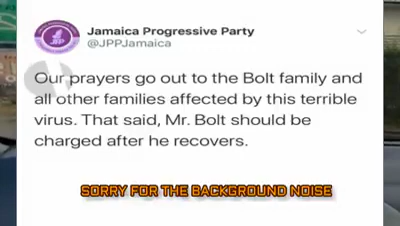 Jamaica Progressive Party
@JPPJamaica
Our prayers go out to the Bolt family and
all other families affected by this terrible
virus. That said, Mr. Bolt should be
charged after he recovers.
SORRY FOR THE BACKGROUND NOISE